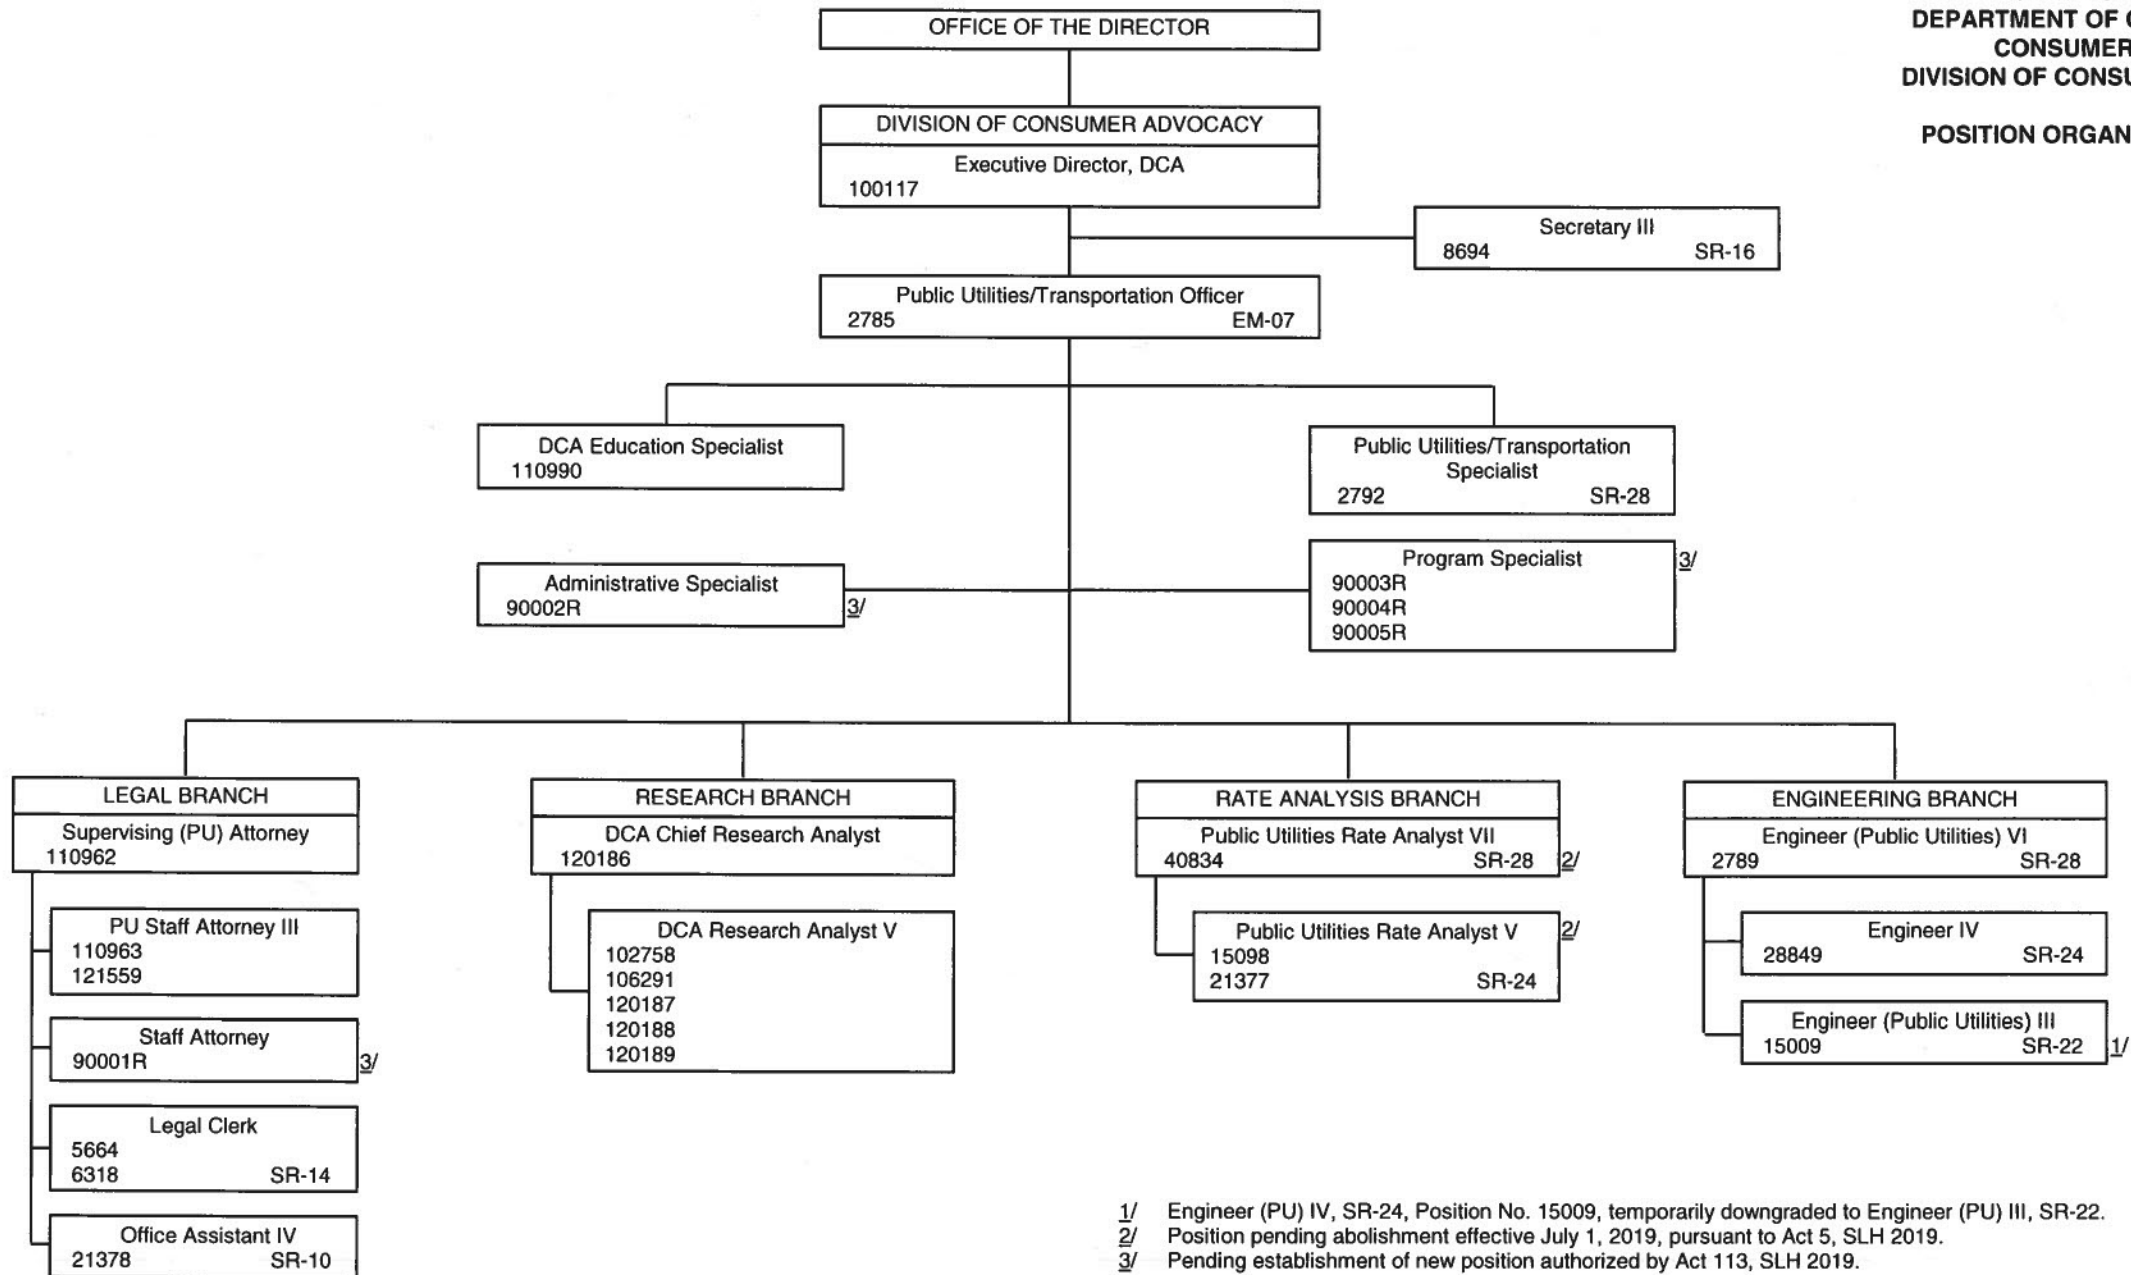 DEPARTMENT OF
CONSUMER
DIVISION OF
POSITION
OFFICE OF THE DIRECTOR
DIVISION OF CONSUMER ADVOCACY
Executive Director, DCA
100117
Secretary III
8694 SR-16
Public Utilities/Transportation Officer
2785 EM-07
DCA Education Specialist
110990
Public Utilities/Transportation
Specialist
2792 SR-28
Administrative Specialist
90002R 3/
Program Specialist 3/
90003R
90004R
90005R
LEGAL BRANCH
Supervising (PU) Attorney
110962
PU Staff Attorney III
110963
121559
Staff Attorney
90001R 3/
Legal Clerk
5664
6318 SR-14
Office Assistant IV
21378 SR-10
RESEARCH BRANCH
DCA Chief Research Analyst
120186
DCA Research Analyst V
102758
106291
120187
120188
120189
RATE ANALYSIS BRANCH
Public Utilities Rate Analyst VII
40834 SR-28 2/
Public Utilities Rate Analyst V 2/
15098
21377 SR-24
ENGINEERING BRANCH
Engineer (Public Utilities) VI
2789 SR-28
Engineer IV
28849 SR-24
Engineer (Public Utilities) III
15009 SR-22 1/
1/ Engineer (PU) IV, SR-24, Position No. 15009, temporarily downgraded to Engineer (PU) III, SR-22.
2/ Position pending abolishment effective July 1, 2019, pursuant to Act 5, SLH 2019.
3/ Pending establishment of new position authorized by Act 113, SLH 2019.